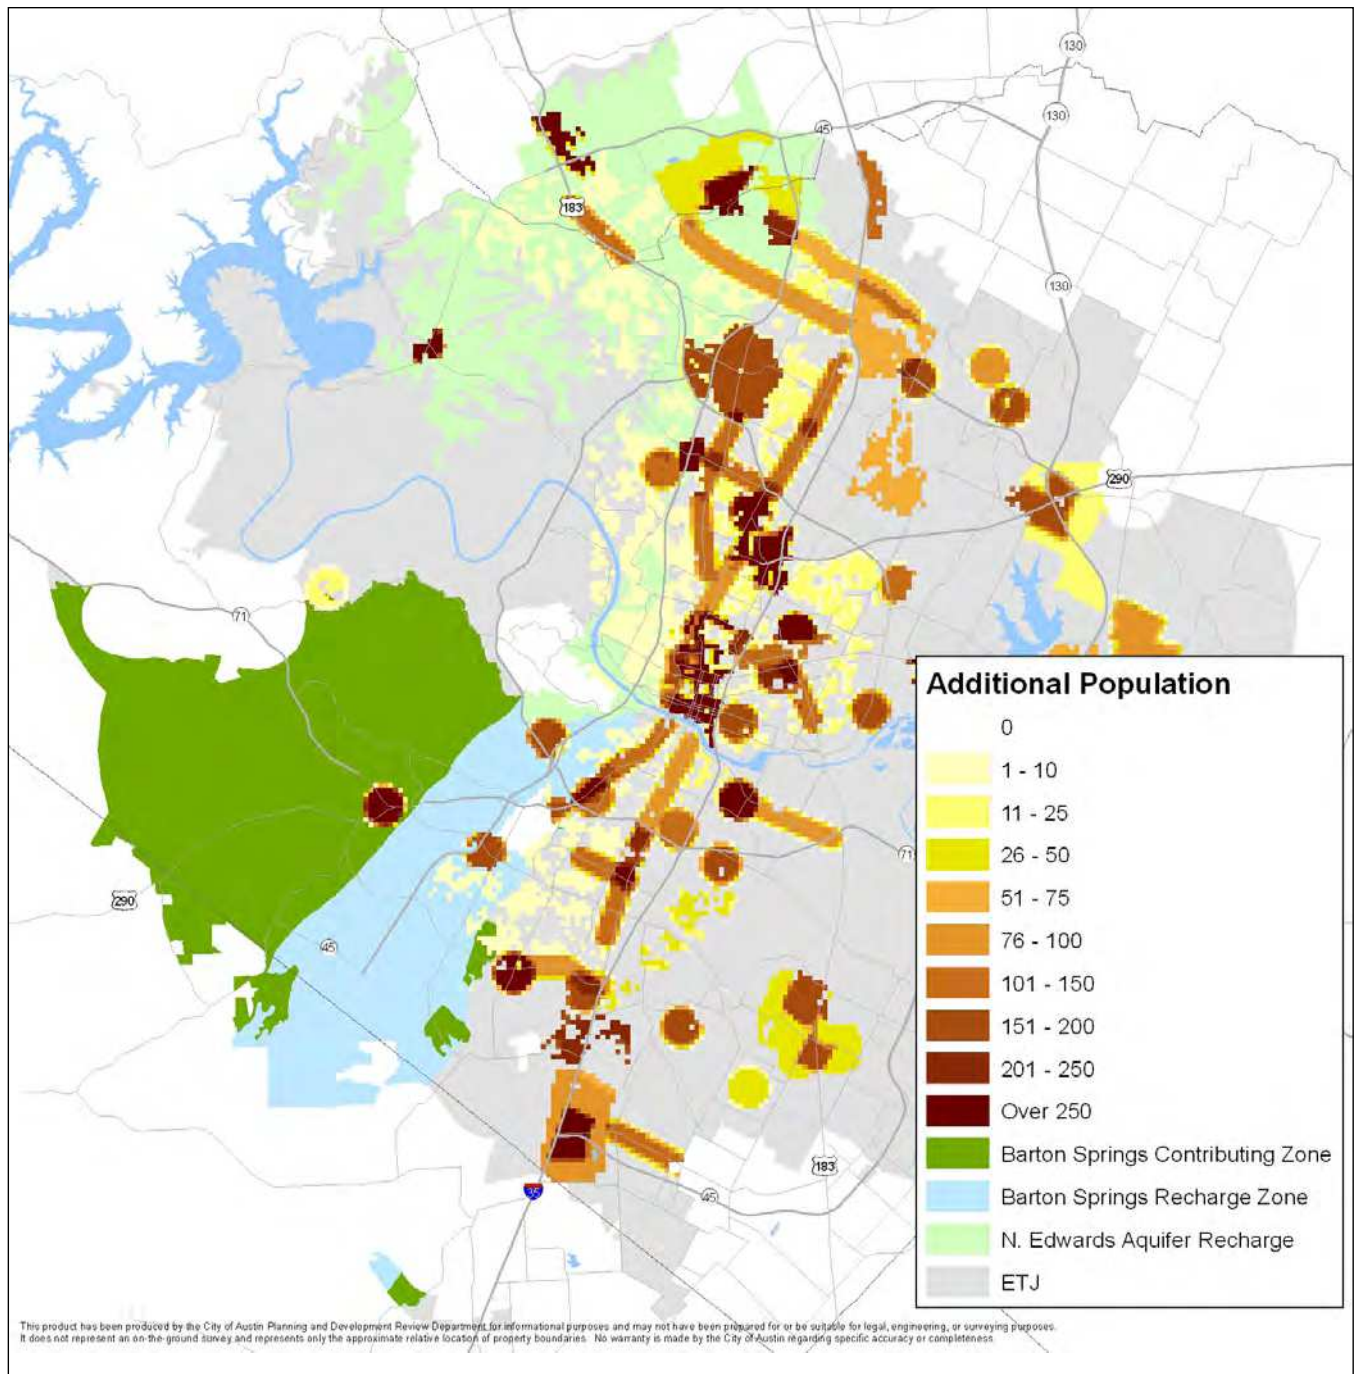 130
130
45
183
130
290
71
Additional Population
0
1 - 10
11 - 25
26 - 50
51 - 75
71
290
76 - 100
45
101 - 150
151 - 200
201 - 250
Over 250
Barton Springs Contributing Zone
183
35
45
Barton Springs Recharge Zone
N. Edwards Aquifer Recharge
ETJ
This product has been produced by the City of Austin Planning and Development Review Department for informational purposes and may not have been prepared for or be suitable for legal, engineering, or surveying purposes.
It does not represent an on-the-ground survey and represents only the approximate relative location of property boundaries. No warranty is made by the City of Austin regarding specific accuracy or completeness.